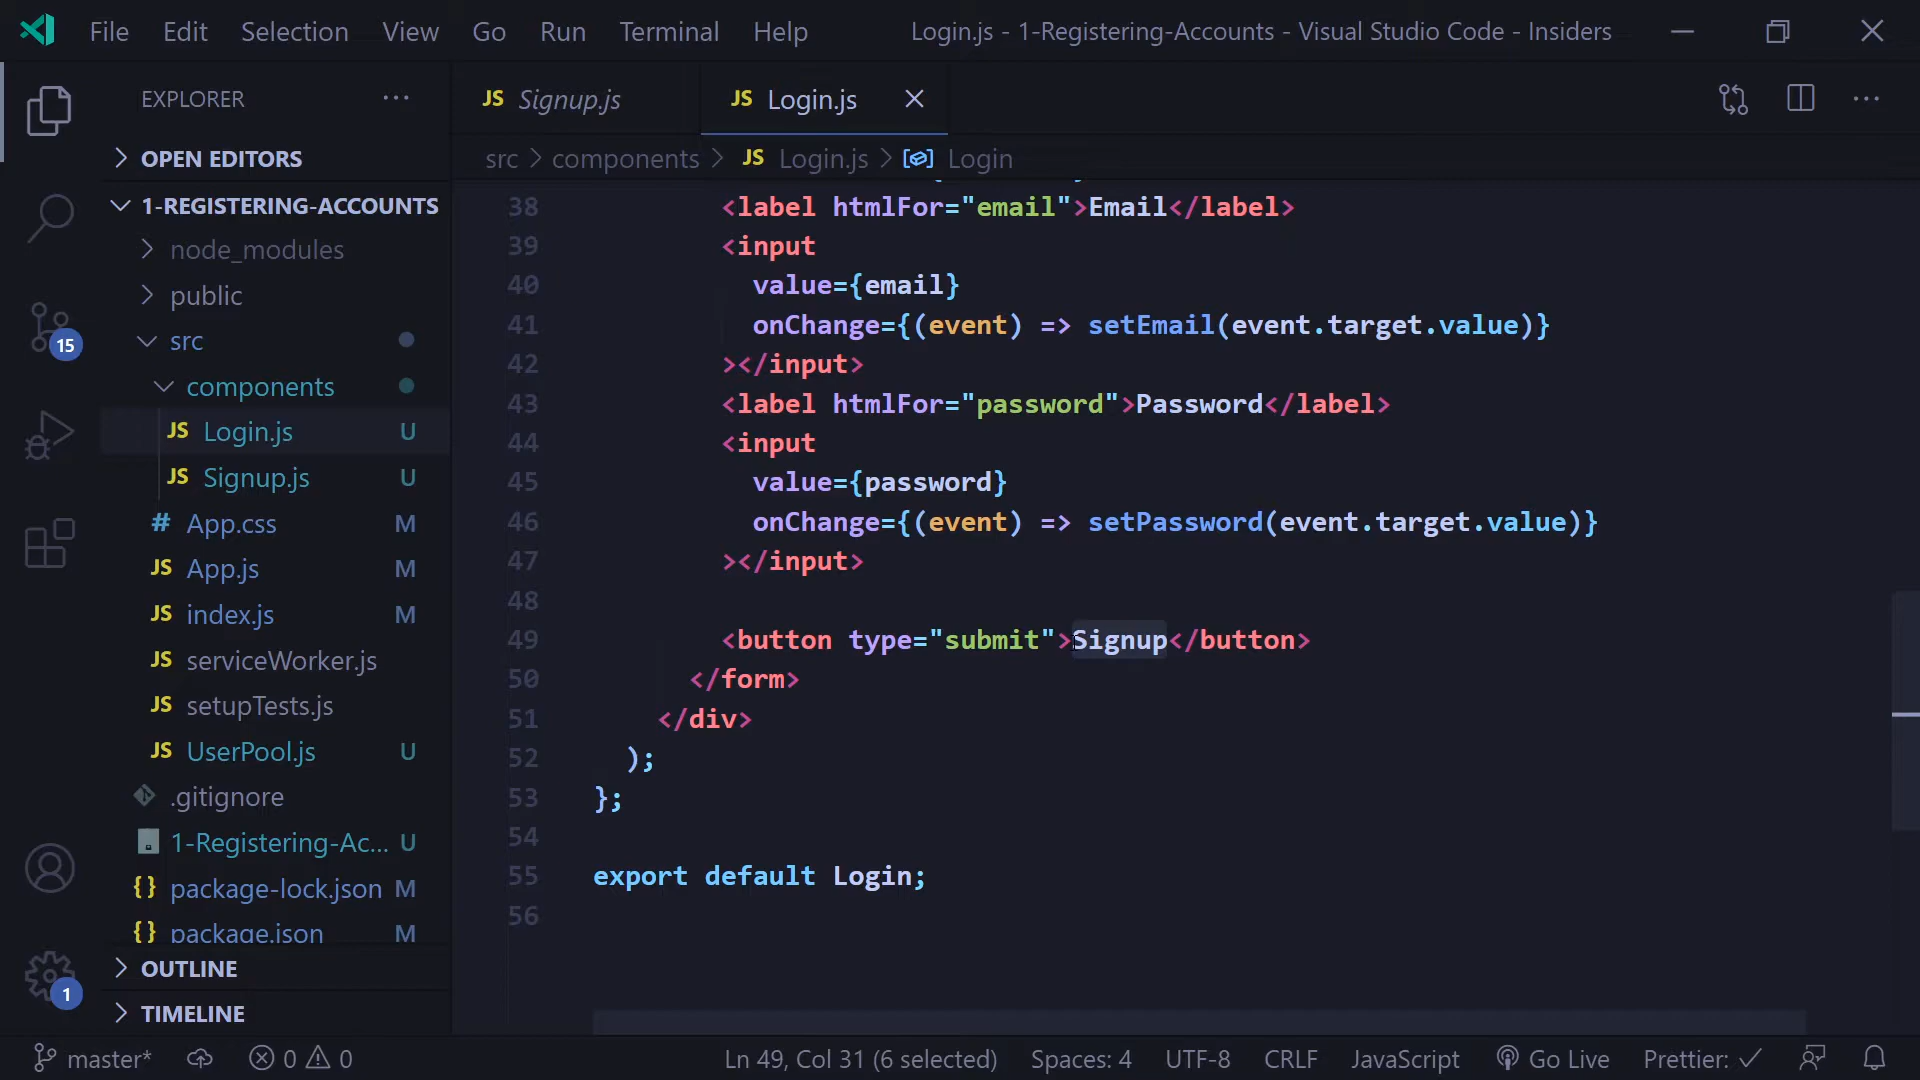 File Edit Selection View Go Run Terminal Help
Login.js - 1-Registering-Accounts - Visual Studio Code - Insiders
EXPLORER
OPEN EDITORS
1-REGISTERING-ACCOUNTS
node_modules
public
src
components
JS Login.js U
JS Signup.js U
# App.css M
JS App.js M
JS index.js M
JS serviceWorker.js
JS setupTests.js
JS UserPool.js U
.gitignore
1-Registering-Ac... U
{} package-lock.json M
{} package.json M
OUTLINE
TIMELINE
15
1
JS Signup.js
JS Login.js
src > components > JS Login.js > Login
38 <label htmlFor="email">Email</label>
39 <input
40 value={email}
41 onChange={(event) => setEmail(event.target.value)}
42 ></input>
43 <label htmlFor="password">Password</label>
44 <input
45 value={password}
46 onChange={(event) => setPassword(event.target.value)}
47 ></input>
48
49 <button type="submit">Signup</button>
50 </form>
51 </div>
52 );
53 };
54
55 export default Login;
56
master* 0 0 Ln 49, Col 31 (6 selected) Spaces: 4 UTF-8 CRLF JavaScript Go Live Prettier: ✓